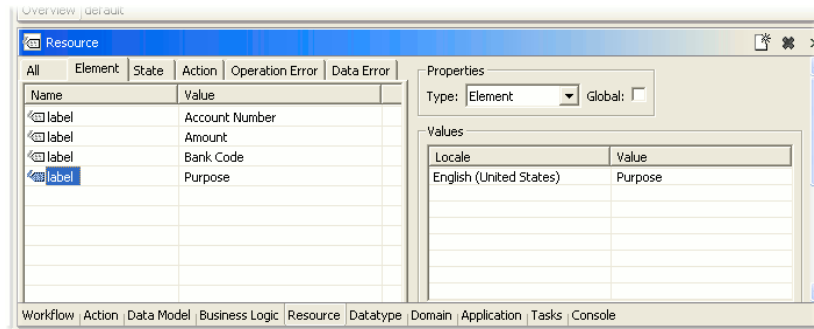 Overview default
Resource
All Element State Action Operation Error Data Error
Name Value
label Account Number
label Amount
label Bank Code
label Purpose
Properties
Type: Element Global:
Values
Locale Value
English (United States) Purpose
Workflow Action Data Model Business Logic Resource Datatype Domain Application Tasks Console